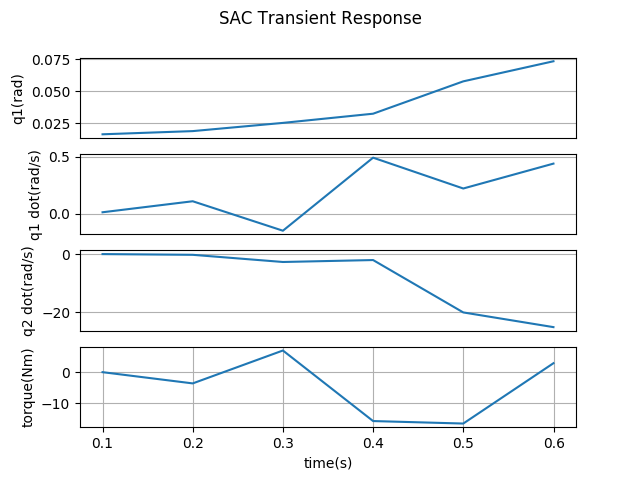 SAC Transient Response
0.075
0.050
0.025
q1(rad)
0.5
0.0
q1 dot(rad/s)
0
−20
q2 dot(rad/s)
0
−10
torque(Nm)
0.1 0.2 0.3 0.4 0.5 0.6
time(s)